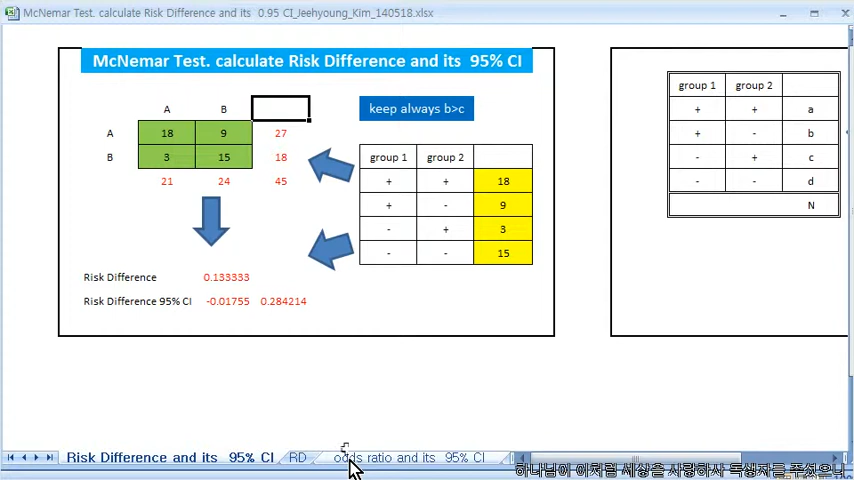 McNemar Test. calculate Risk Difference and its  0.95 CI_Jeehyoung_Kim_140518.xlsx
McNemar Test. calculate Risk Difference and its  95% CI
A B
A 18 9 27
B 3 15 18
21 24 45
keep always b>c
group 1 group 2
+ + 18
+ - 9
- + 3
- - 15
Risk Difference 0.133333
Risk Difference 95% CI -0.01755 0.284214
group 1 group 2
+ + a
+ - b
- + c
- - d
N
Risk Difference and its  95% CI RD odds ratio and its  95% CI
하나님이 이처럼 세상을 사랑하사 독생자를 주셨으니